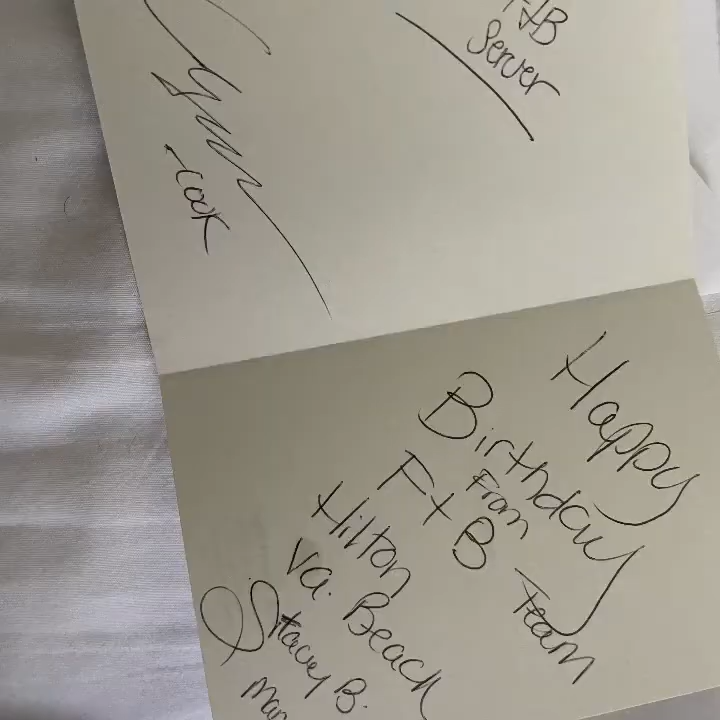 F+B
Server
-COOK
Happy
Birthday
From
F+B Team
Hilton
Va. Beach
Stacey B.